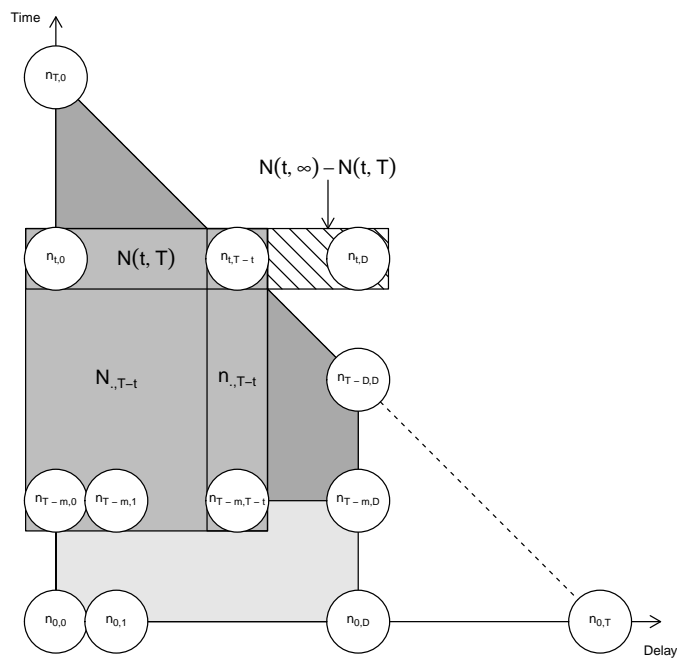 Time
n_{T,0}
N(t, ∞) − N(t, T)
n_{t,0}
N(t, T)
n_{t,T−t}
n_{t,D}
N_{.,T−t}
n_{.,T−t}
n_{T−D,D}
n_{T−m,0}
n_{T−m,1}
n_{T−m,T−t}
n_{T−m,D}
n_{0,0}
n_{0,1}
n_{0,D}
n_{0,T}
Delay